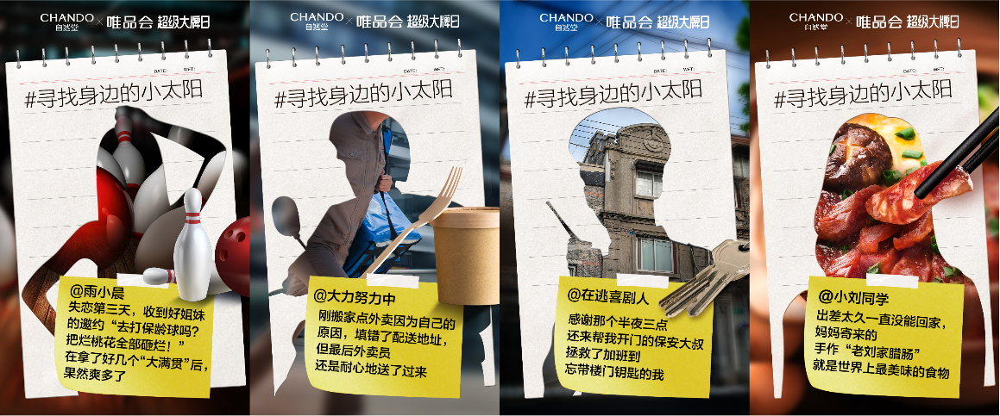 CHANDO × 唯品会 超级大牌日
自然堂
DATE: WET:
#寻找身边的小太阳
@雨小晨
失恋第三天，收到好姐妹
的邀约“去打保龄球吗？
把烂桃花全部砸烂！”
在拿了好几个“大满贯”后，
果然爽多了
CHANDO × 唯品会 超级大牌日
自然堂
DATE: WET:
#寻找身边的小太阳
@大力努力中
刚搬家点外卖因为自己的
原因，填错了配送地址，
但最后外卖员
还是耐心地送了过来
CHANDO × 唯品会 超级大牌日
自然堂
DATE: WET:
#寻找身边的小太阳
@在逃喜剧人
感谢那个半夜三点
还来帮我开门的保安大叔
拯救了加班到
忘带楼门钥匙的我
CHANDO × 唯品会 超级大牌日
自然堂
DATE: WET:
#寻找身边的小太阳
@小刘同学
出差太久一直没能回家，
妈妈寄来的
手作“老刘家腊肠”
就是世界上最美味的食物